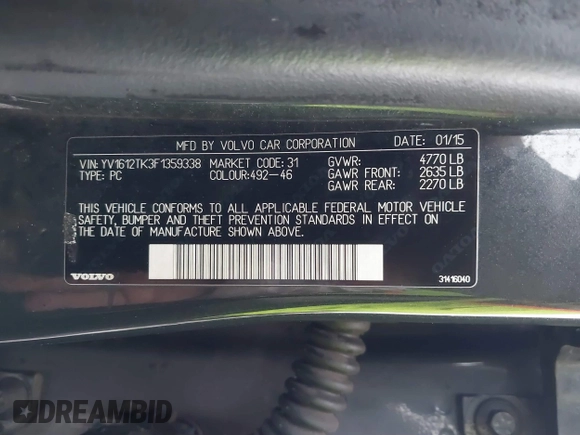 MFD BY VOLVO CAR CORPORATION DATE: 01/15
VIN: YV1612TK3F1359338 MARKET CODE: 31 GVWR: 4770 LB
TYPE: PC COLOUR:492-46 GAWR FRONT: 2635 LB
GAWR REAR: 2270 LB
THIS VEHICLE CONFORMS TO ALL APPLICABLE FEDERAL MOTOR VEHICLE
SAFETY, BUMPER AND THEFT PREVENTION STANDARDS IN EFFECT ON
THE DATE OF MANUFACTURE SHOWN ABOVE.
VOLVO 31416040
DREAMBID